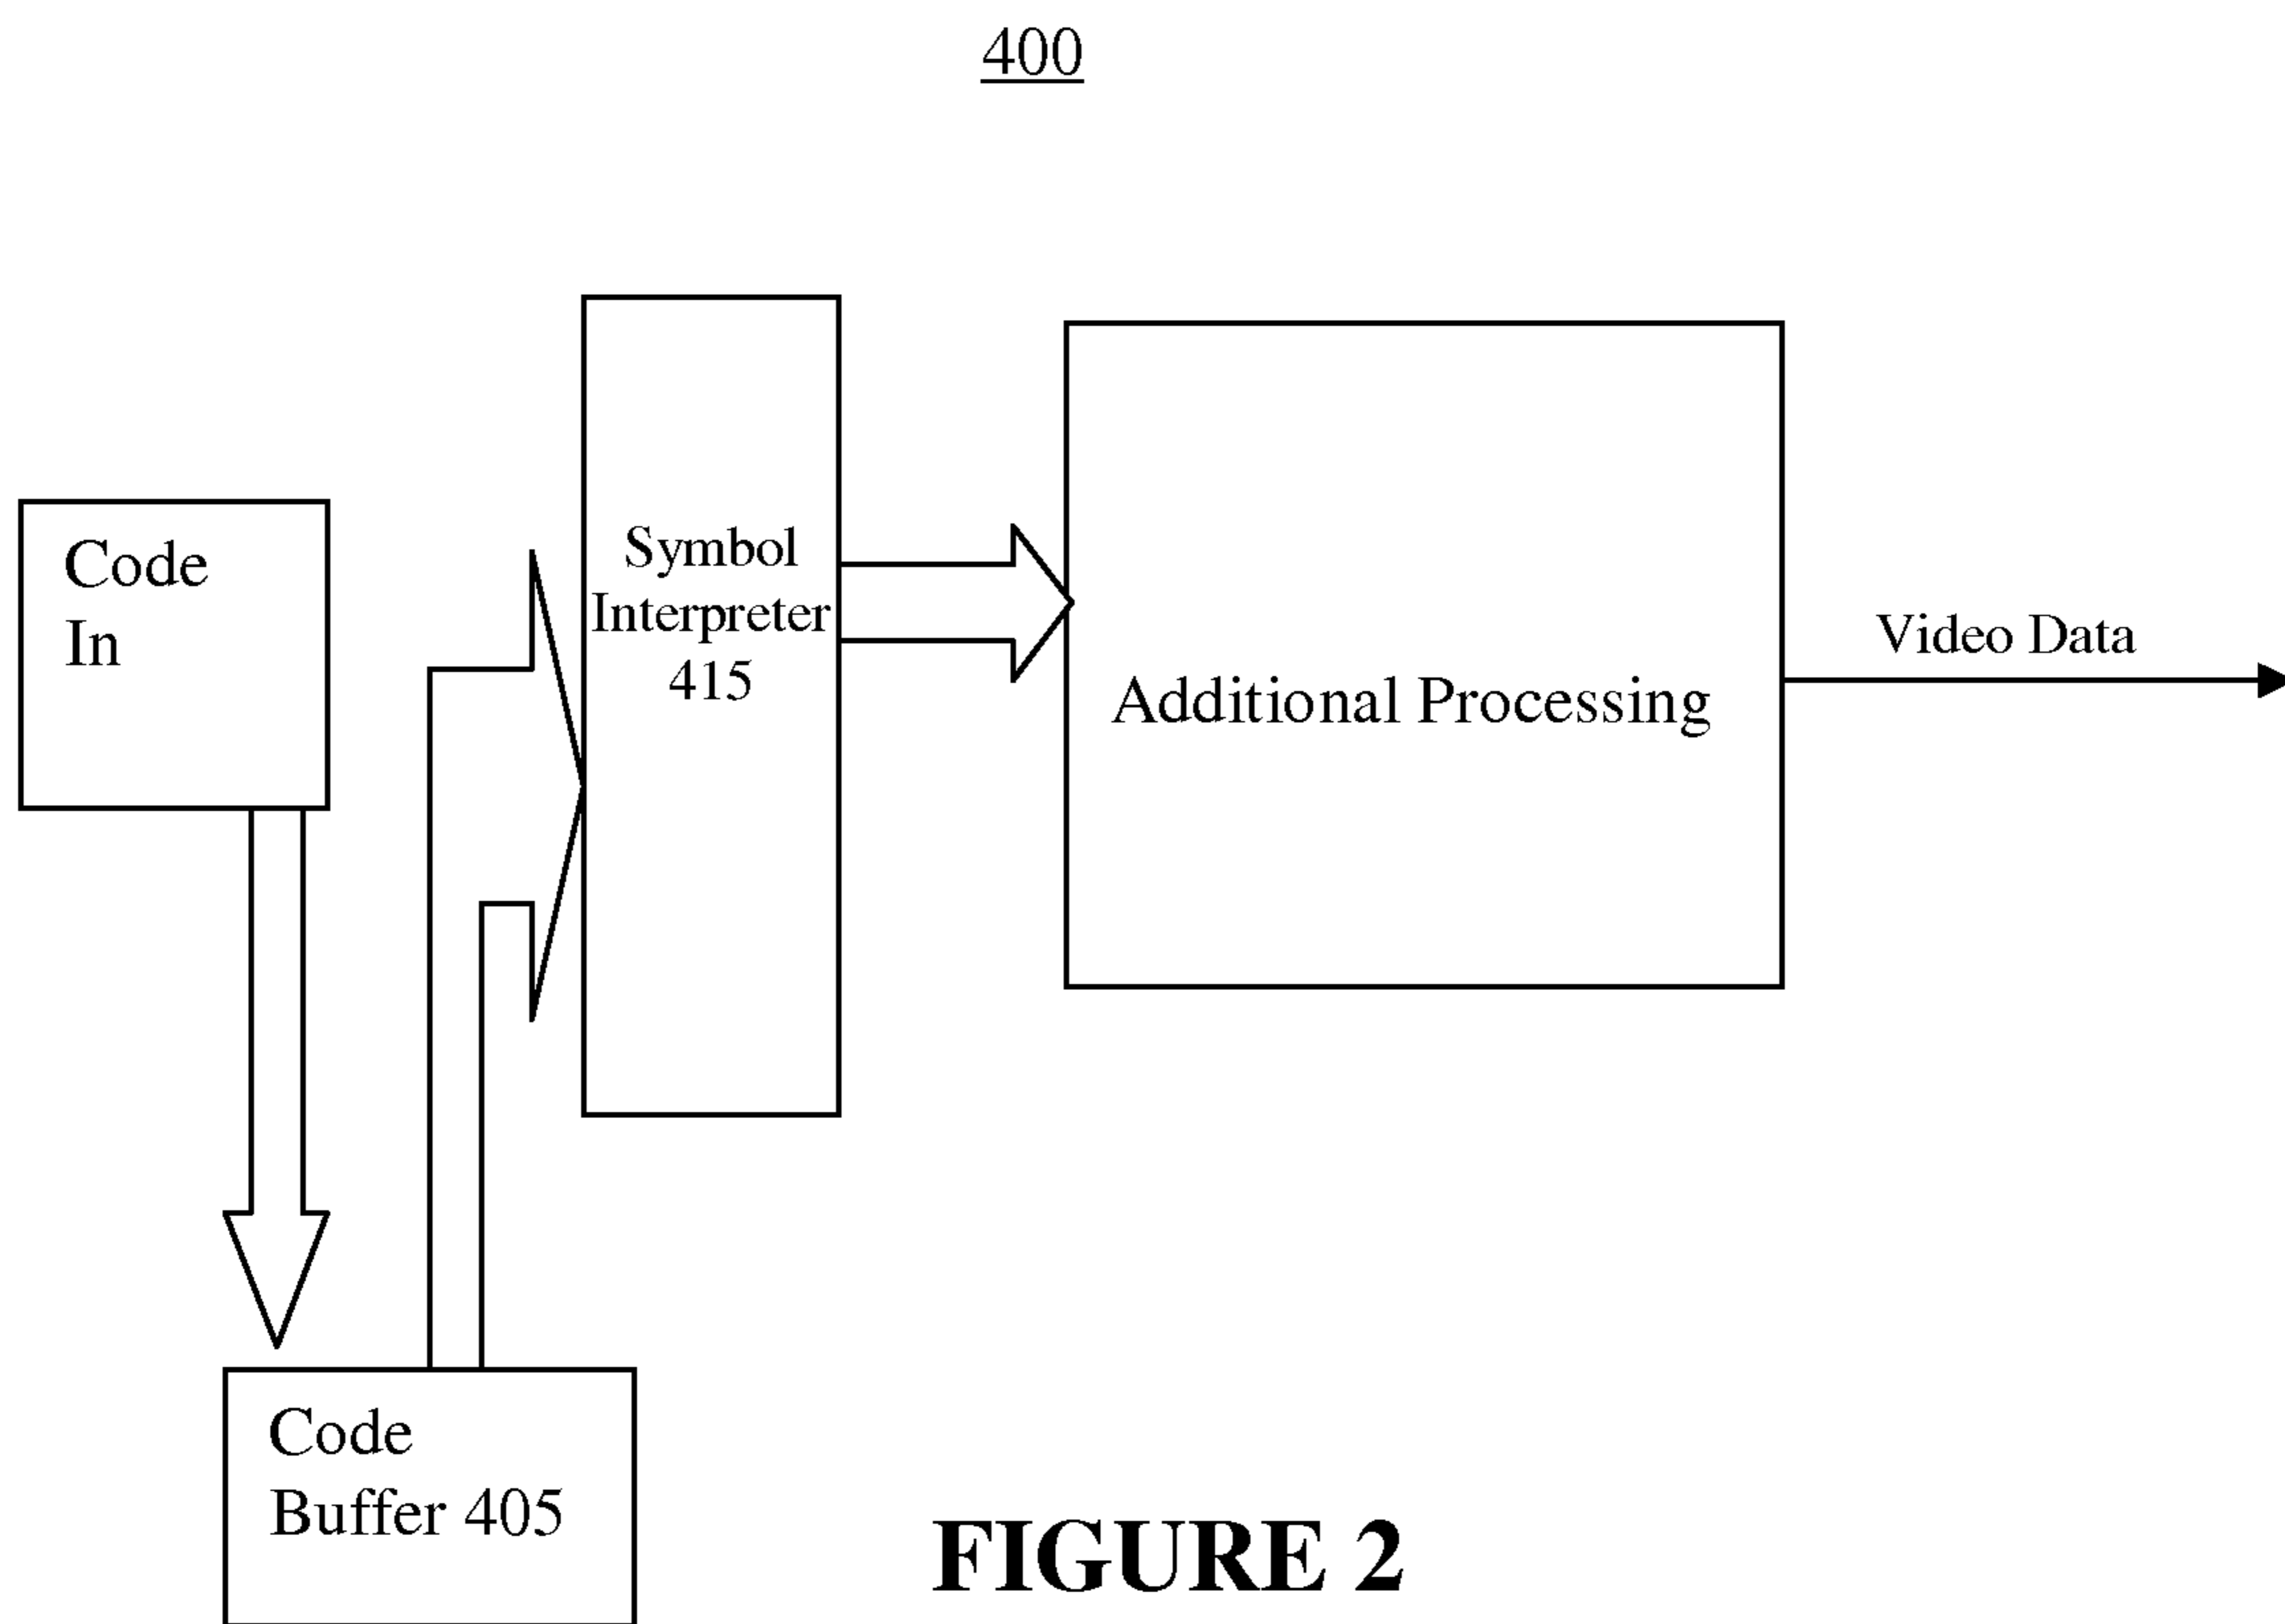 400
Code
In
Symbol
Interpreter
415
Additional Processing
Video Data
Code
Buffer 405
FIGURE 2